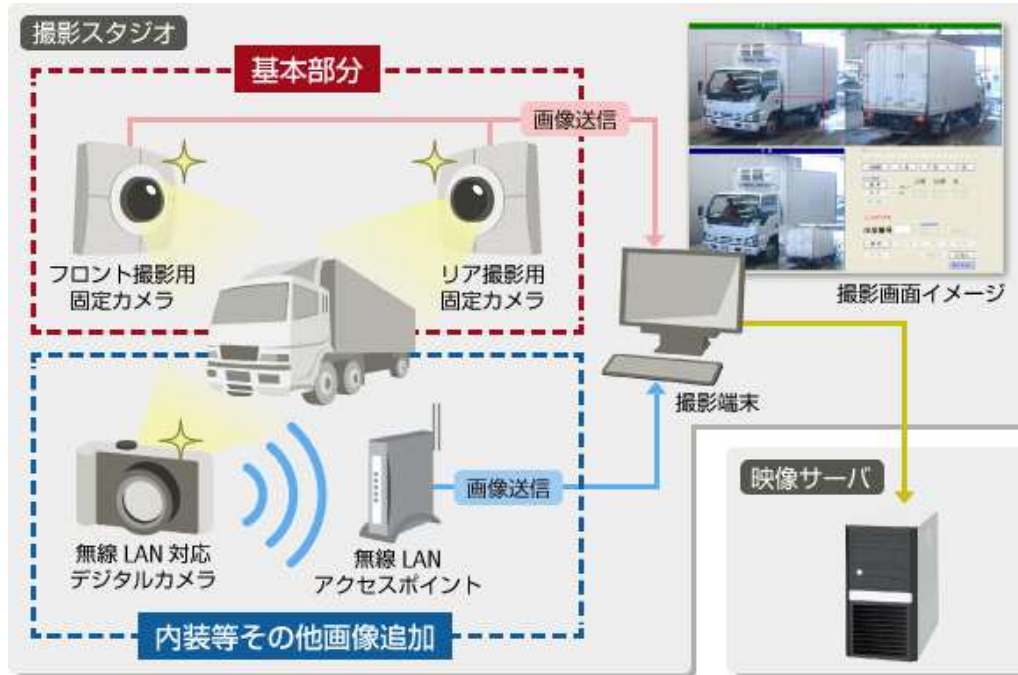 撮影スタジオ
基本部分
画像送信
フロント撮影用
固定カメラ
リア撮影用
固定カメラ
撮影画面イメージ
撮影端末
画像送信
無線 LAN 対応
デジタルカメラ
無線 LAN
アクセスポイント
内装等その他画像追加
映像サーバ